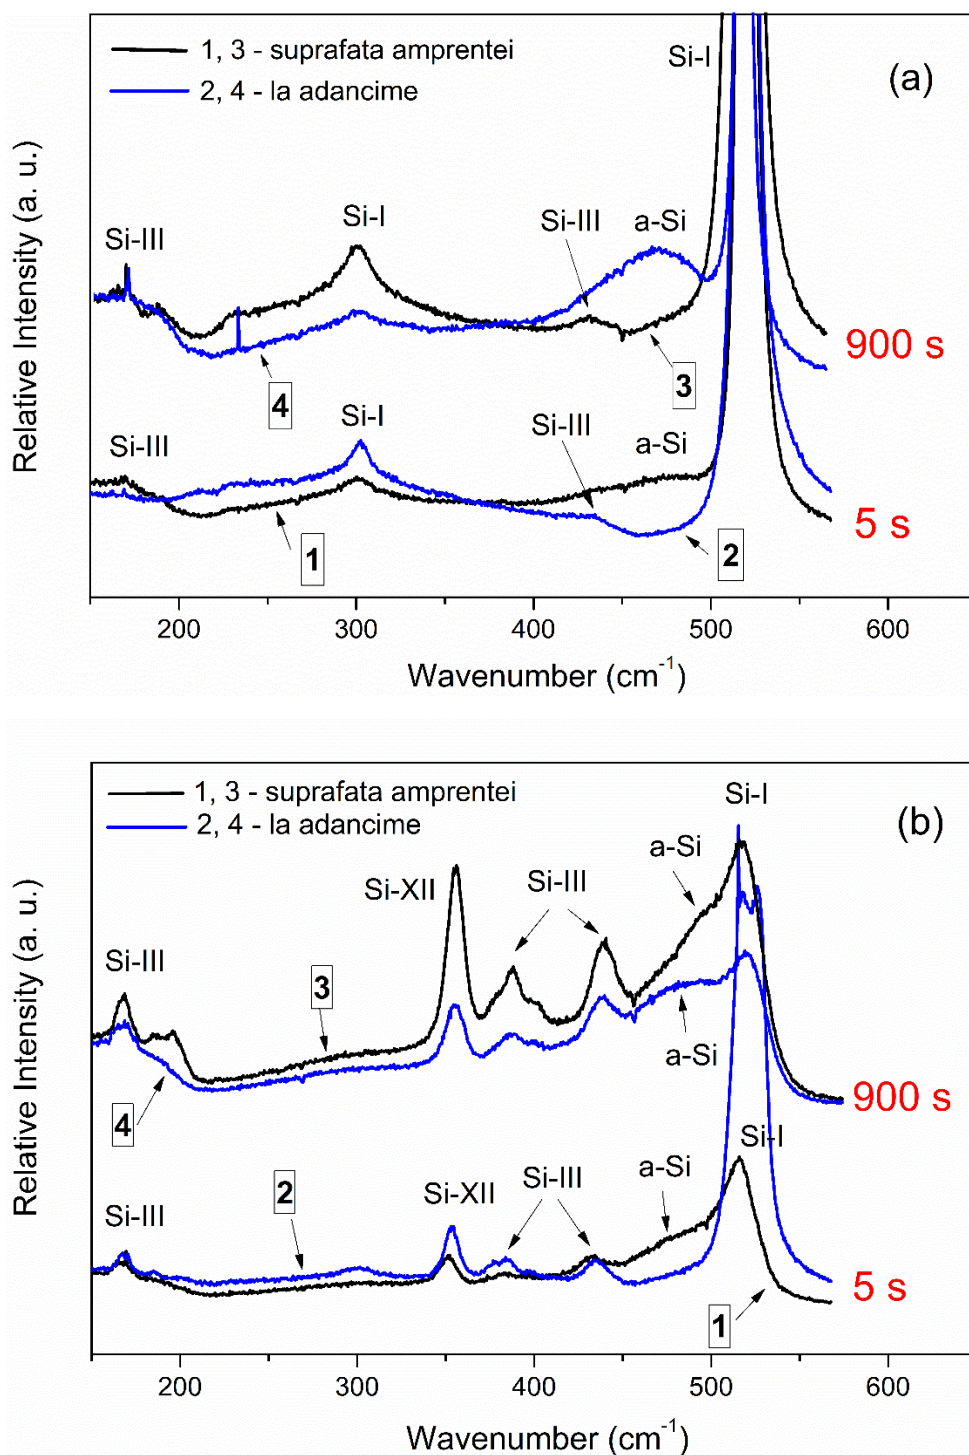 1, 3 - suprafata amprentei
2, 4 - la adancime
(a)
Si-I
Si-III
Si-I
Si-III
a-Si
900 s
4
3
Si-III
Si-I
Si-III
a-Si
5 s
1
2
Relative Intensity (a. u.)
200 300 400 500 600
Wavenumber (cm⁻¹)
1, 3 - suprafata amprentei
2, 4 - la adancime
(b)
Si-I
a-Si
Si-XII
Si-III
Si-III
3
a-Si
4
900 s
Si-I
a-Si
Si-III
Si-XII
2
Si-III
5 s
1
Relative Intensity (a. u.)
200 300 400 500 600
Wavenumber (cm⁻¹)